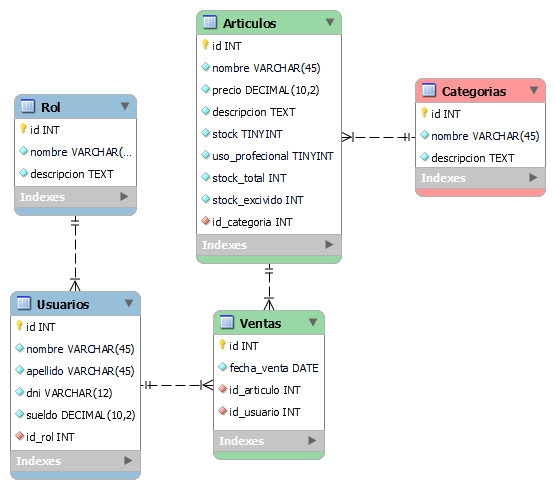 Articulos
id INT
nombre VARCHAR(45)
precio DECIMAL(10,2)
descripcion TEXT
stock TINYINT
uso_profecional TINYINT
stock_total INT
stock_excivido INT
id_categoria INT
Indexes
Categorias
id INT
nombre VARCHAR(45)
descripcion TEXT
Indexes
Rol
id INT
nombre VARCHAR(...
descripcion TEXT
Indexes
Usuarios
id INT
nombre VARCHAR(45)
apellido VARCHAR(45)
dni VARCHAR(12)
sueldo DECIMAL(10,2)
id_rol INT
Indexes
Ventas
id INT
fecha_venta DATE
id_articulo INT
id_usuario INT
Indexes